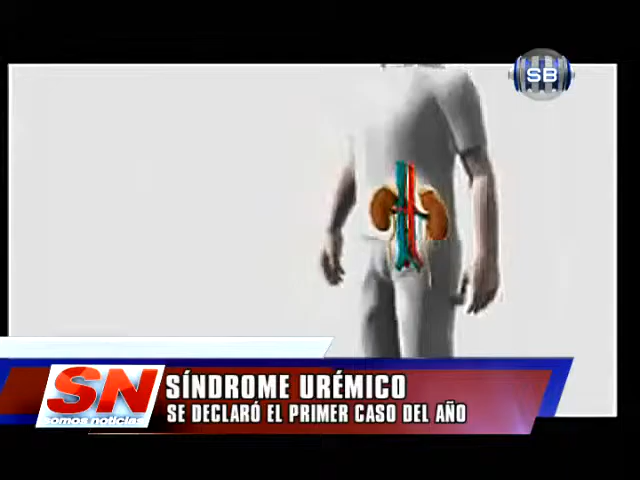 SB
SÍNDROME URÉMICO
SE DECLARÓ EL PRIMER CASO DEL AÑO
SN
somos noticias